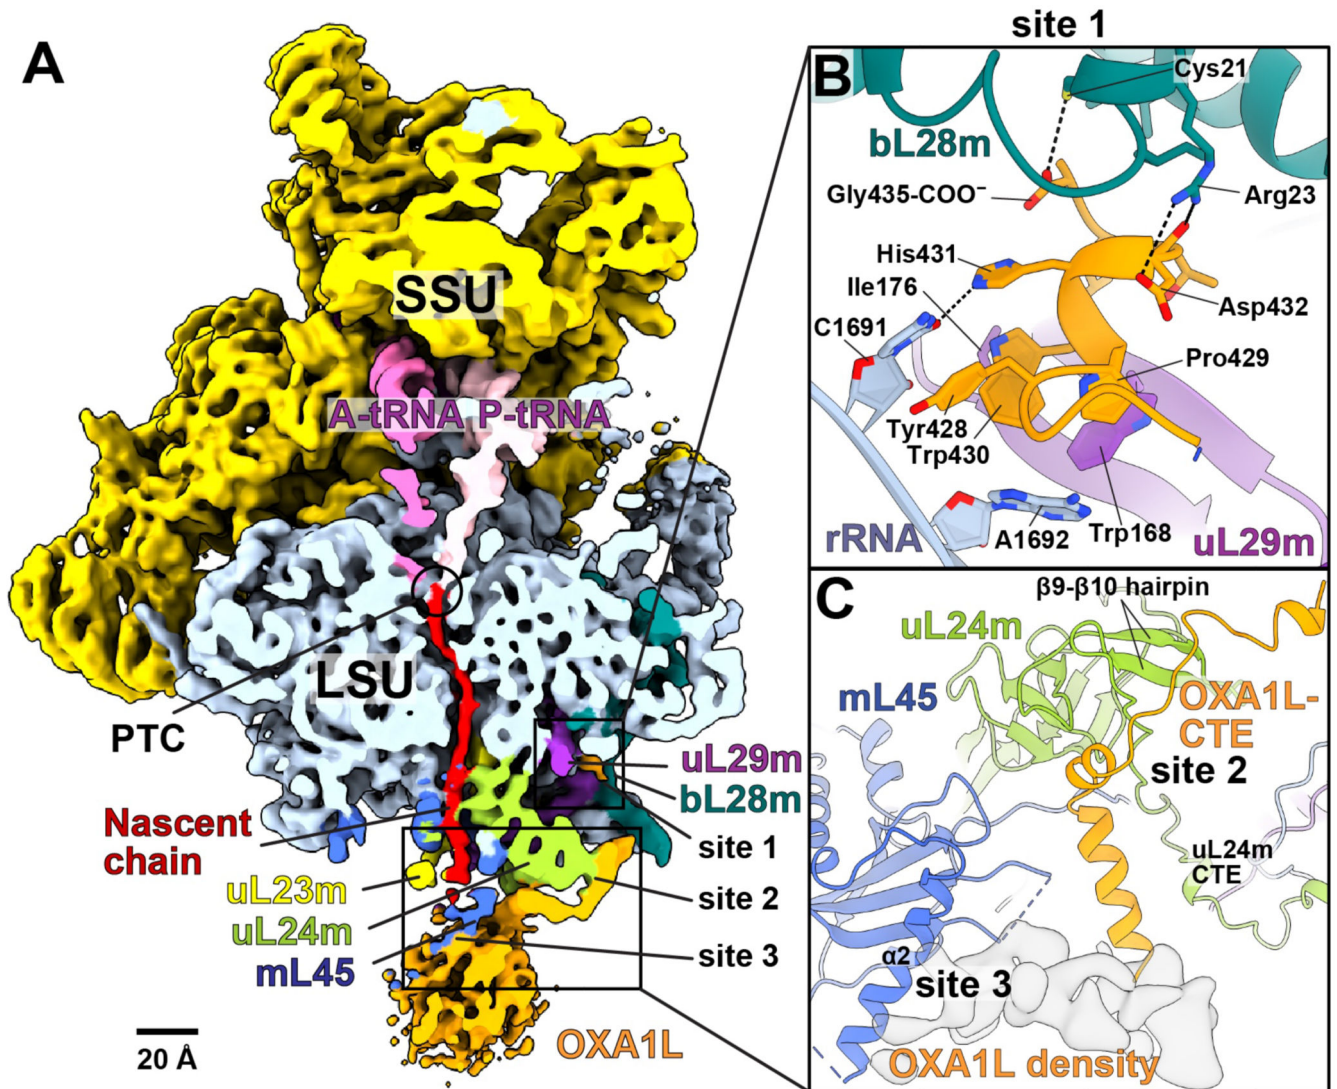 A
SSU
A-tRNA P-tRNA
LSU
PTC
Nascent
chain
uL23m
uL24m
mL45
uL29m
bL28m
site 1
site 2
site 3
OXA1L
20 Å
site 1
B
Cys21
bL28m
Gly435-COO⁻
Arg23
His431
Ile176
Asp432
C1691
Pro429
Tyr428
Trp430
rRNA
A1692
Trp168
uL29m
C
β9-β10 hairpin
uL24m
mL45
OXA1L-
CTE
site 2
uL24m
CTE
α2
site 3
OXA1L density